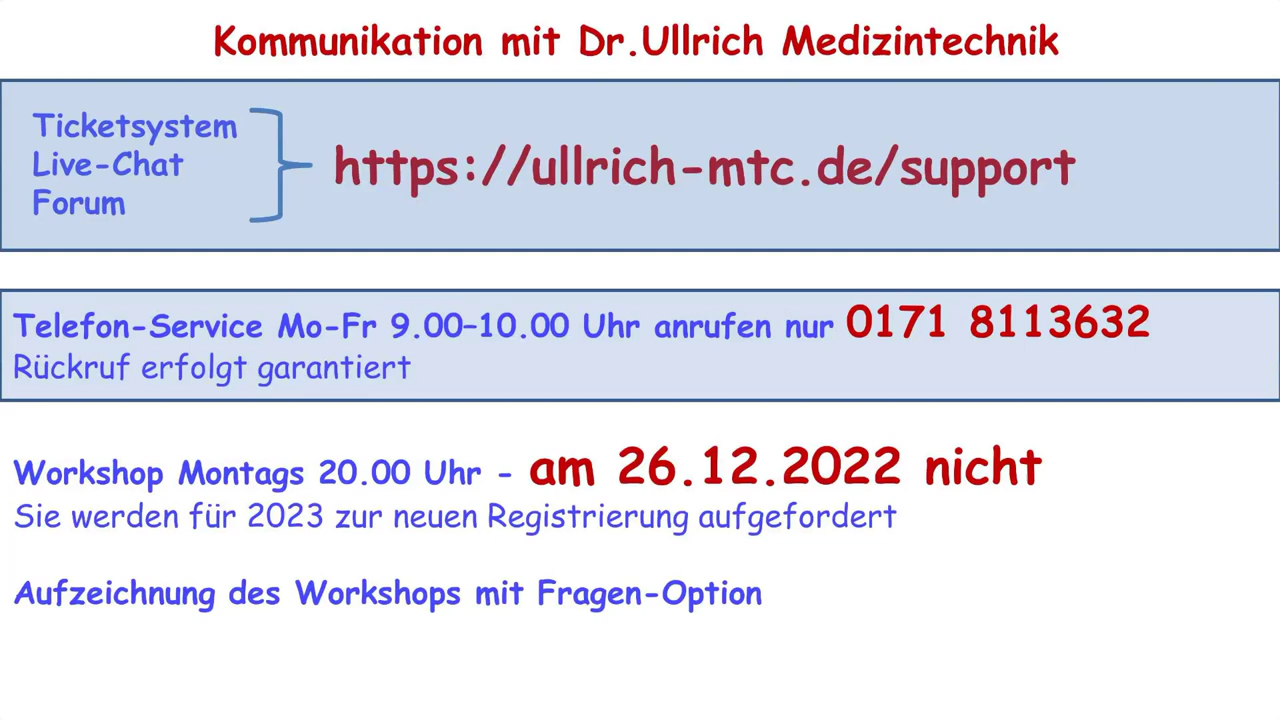 Kommunikation mit Dr.Ullrich Medizintechnik
Ticketsystem
Live-Chat
Forum
https://ullrich-mtc.de/support
Telefon-Service Mo-Fr 9.00–10.00 Uhr anrufen nur 0171 8113632
Rückruf erfolgt garantiert
Workshop Montags 20.00 Uhr - am 26.12.2022 nicht
Sie werden für 2023 zur neuen Registrierung aufgefordert
Aufzeichnung des Workshops mit Fragen-Option